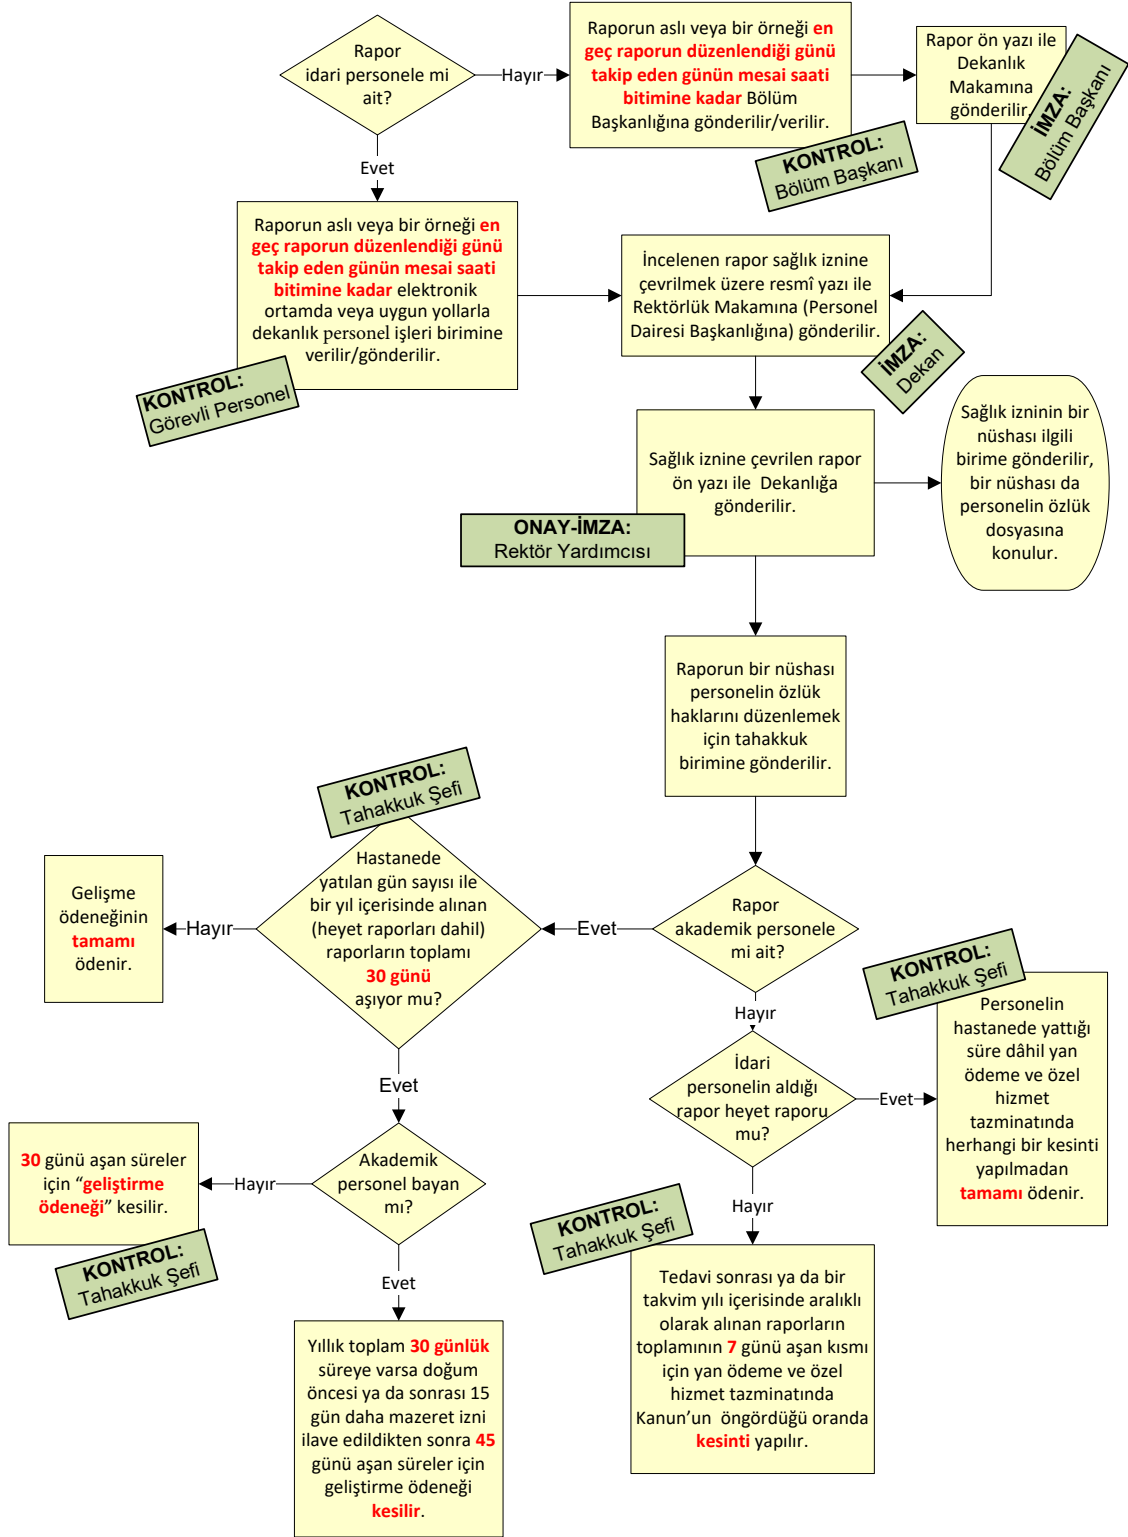 Rapor
idari personele mi
ait?
Hayır
Raporun aslı veya bir örneği en
geç raporun düzenlendiği günü
takip eden günün mesai saati
bitimine kadar Bölüm
Başkanlığına gönderilir/verilir.
KONTROL:
Bölüm Başkanı
Rapor ön yazı ile
Dekanlık
Makamına
gönderilir.
İMZA:
Bölüm Başkanı
Evet
Raporun aslı veya bir örneği en
geç raporun düzenlendiği günü
takip eden günün mesai saati
bitimine kadar elektronik
ortamda veya uygun yollarla
dekanlık personel işleri birimine
verilir/gönderilir.
KONTROL:
Görevli Personel
İncelenen rapor sağlık iznine
çevrilmek üzere resmî yazı ile
Rektörlük Makamına (Personel
Dairesi Başkanlığına) gönderilir.
İMZA:
Dekan
Sağlık iznine çevrilen rapor
ön yazı ile  Dekanlığa
gönderilir.
ONAY-İMZA:
Rektör Yardımcısı
Sağlık izninin bir
nüshası ilgili
birime gönderilir,
bir nüshası da
personelin özlük
dosyasına
konulur.
Raporun bir nüshası
personelin özlük
haklarını düzenlemek
için tahakkuk
birimine gönderilir.
Rapor
akademik personele
mi ait?
Evet
KONTROL:
Tahakkuk Şefi
Hastanede
yatılan gün sayısı ile
bir yıl içerisinde alınan
(heyet raporları dahil)
raporların toplamı
30 günü
aşıyor mu?
Hayır
Gelişme
ödeneğinin
tamamı
ödenir.
Hayır
İdari
personelin aldığı
rapor heyet raporu
mu?
Evet
KONTROL:
Tahakkuk Şefi
Personelin
hastanede yattığı
süre dâhil yan
ödeme ve özel
hizmet
tazminatında
herhangi bir kesinti
yapılmadan
tamamı ödenir.
Evet
Akademik
personel bayan
mı?
Hayır
30 günü aşan süreler
için “geliştirme
ödeneği” kesilir.
KONTROL:
Tahakkuk Şefi
Evet
Yıllık toplam 30 günlük
süreye varsa doğum
öncesi ya da sonrası 15
gün daha mazeret izni
ilave edildikten sonra 45
günü aşan süreler için
geliştirme ödeneği
kesilir.
Hayır
KONTROL:
Tahakkuk Şefi
Tedavi sonrası ya da bir
takvim yılı içerisinde aralıklı
olarak alınan raporların
toplamının 7 günü aşan kısmı
için yan ödeme ve özel
hizmet tazminatında
Kanun’un  öngördüğü oranda
kesinti yapılır.